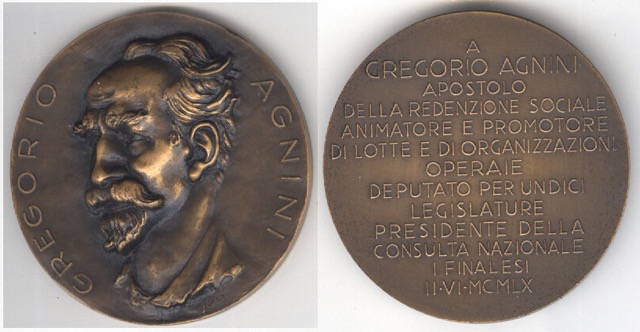 GREGORIO AGNINI
A
GREGORIO AGNINI
APOSTOLO
DELLA REDENZIONE SOCIALE
ANIMATORE E PROMOTORE
DI LOTTE E DI ORGANIZZAZIONI
OPERAIE
DEPUTATO PER UNDICI
LEGISLATURE
PRESIDENTE DELLA
CONSULTA NAZIONALE
I FINALESI
II·VI·MCMLX